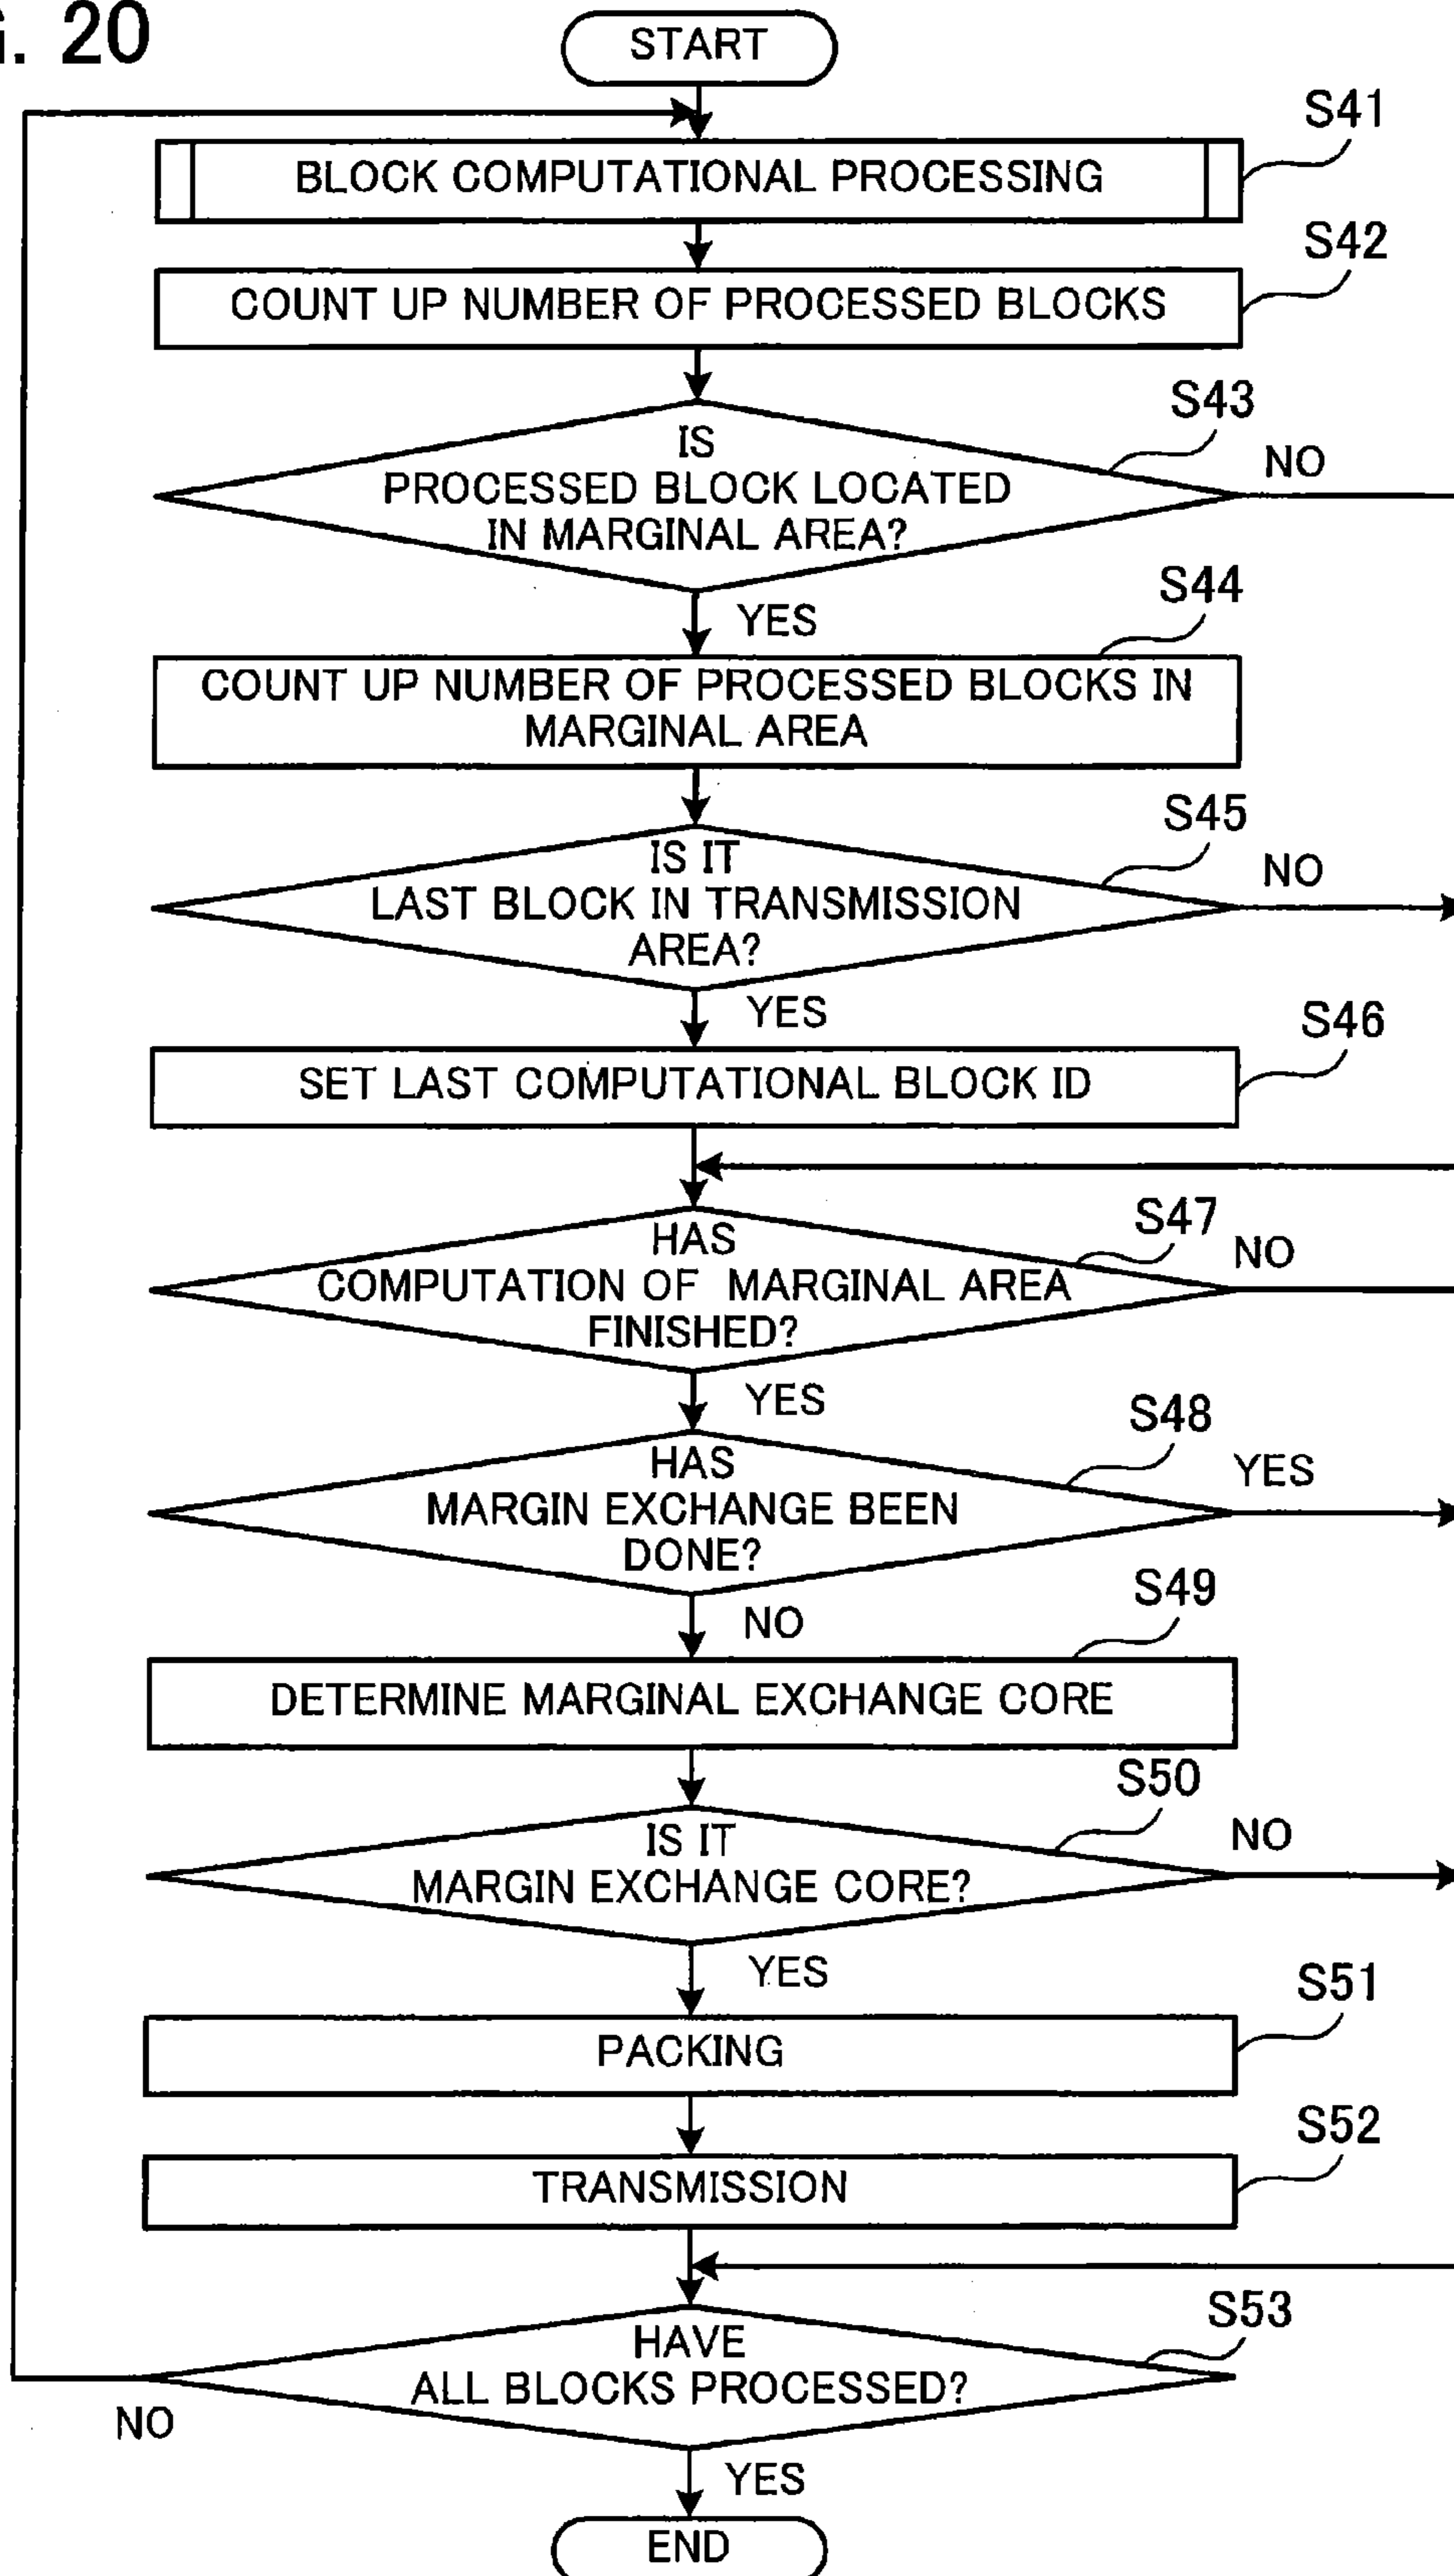 . 20
START
S41
BLOCK COMPUTATIONAL PROCESSING
S42
COUNT UP NUMBER OF PROCESSED BLOCKS
S43
IS
PROCESSED BLOCK LOCATED
IN MARGINAL AREA?
NO
YES
S44
COUNT UP NUMBER OF PROCESSED BLOCKS IN
MARGINAL AREA
S45
IS IT
LAST BLOCK IN TRANSMISSION
AREA?
NO
YES
S46
SET LAST COMPUTATIONAL BLOCK ID
S47
HAS
COMPUTATION OF MARGINAL AREA
FINISHED?
NO
YES
S48
HAS
MARGIN EXCHANGE BEEN
DONE?
YES
NO
S49
DETERMINE MARGINAL EXCHANGE CORE
S50
IS IT
MARGIN EXCHANGE CORE?
NO
YES
S51
PACKING
S52
TRANSMISSION
S53
HAVE
ALL BLOCKS PROCESSED?
NO
YES
END